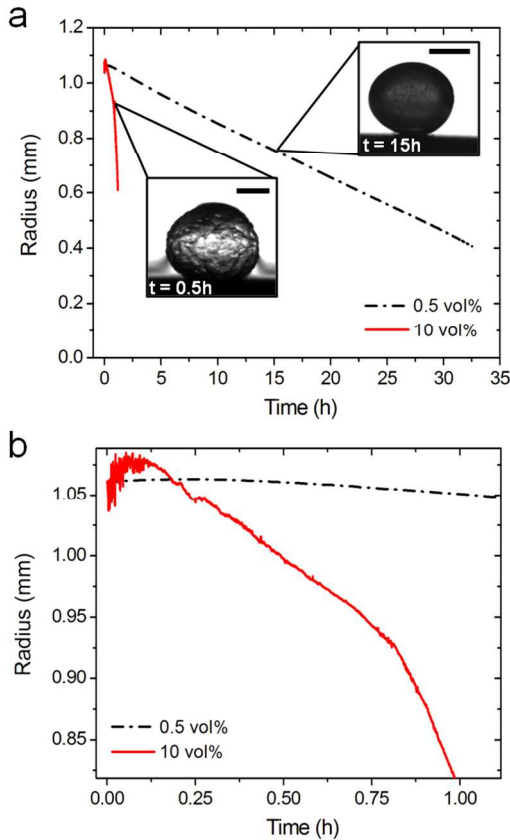 a
1.2
1.0
0.8
0.6
0.4
0.2
0.0
Radius (mm)
t = 15h
t = 0.5h
0.5 vol%
10 vol%
0 5 10 15 20 25 30 35
Time (h)
b
1.05
1.00
0.95
0.90
0.85
Radius (mm)
0.5 vol%
10 vol%
0.00 0.25 0.50 0.75 1.00
Time (h)